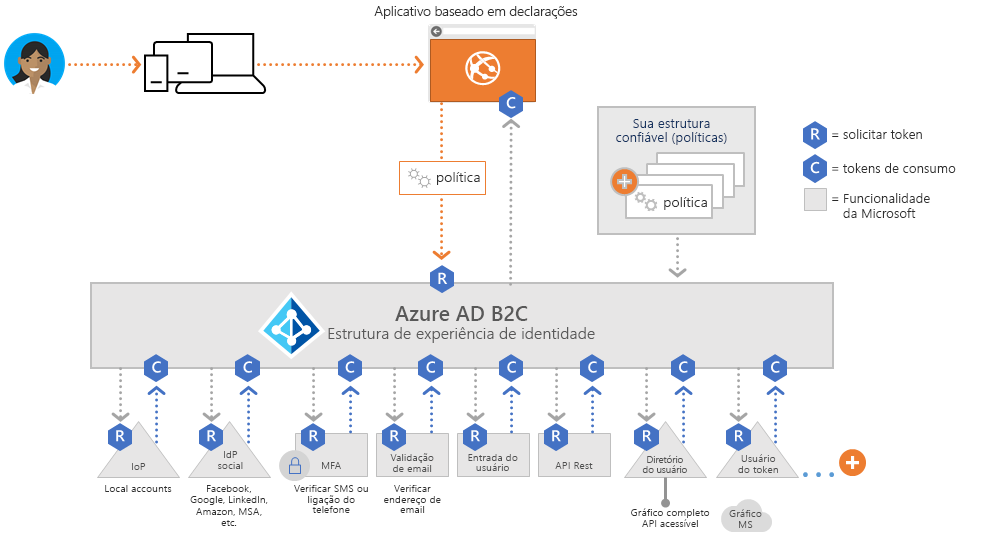 Aplicativo baseado em declarações
C
Sua estrutura
confiável (políticas)
política
R = solicitar token
C = tokens de consumo
= Funcionalidade
da Microsoft
política
R
Azure AD B2C
Estrutura de experiência de identidade
C
C
C
C
C
C
C
C
R
R
R
R
R
R
R
R
IoP
IdP
social
MFA
Validação
de email
Entrada do
usuário
API Rest
Diretório
do usuário
Usuário
do token
Local accounts
Facebook,
Google, LinkedIn,
Amazon, MSA,
etc.
Verificar SMS ou
ligação do
telefone
Verificar
endereço de
email
Gráfico completo
API acessível
Gráfico
MS